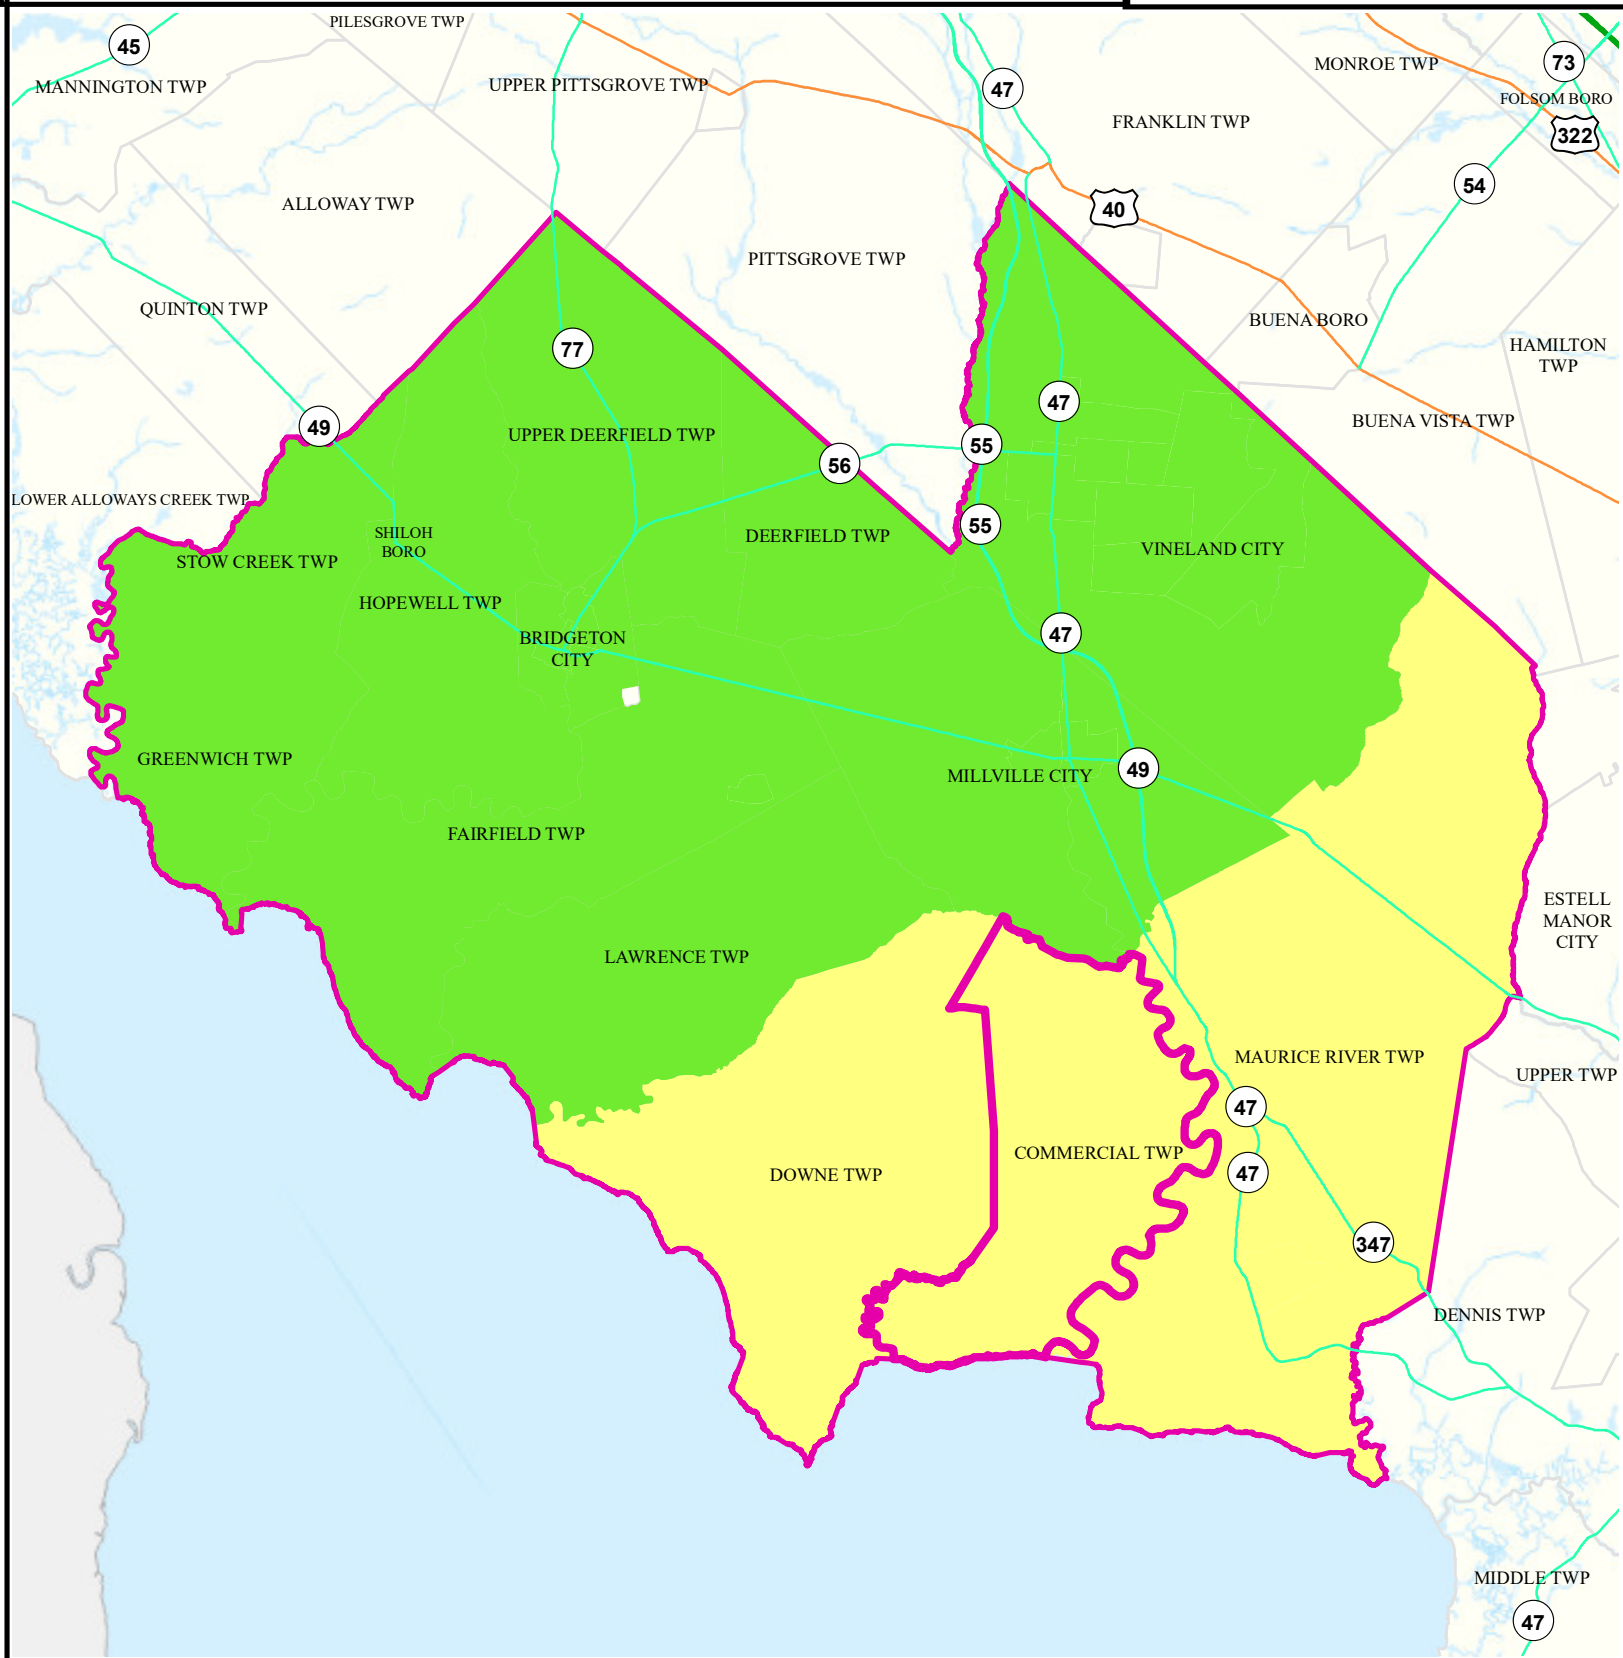 PILESGROVE TWP
45
MANNINGTON TWP
UPPER PITTSGROVE TWP
47
MONROE TWP
73
FOLSOM BORO
322
FRANKLIN TWP
54
ALLOWAY TWP
40
PITTSGROVE TWP
QUINTON TWP
BUENA BORO
77
HAMILTON
TWP
47
49
BUENA VISTA TWP
UPPER DEERFIELD TWP
55
56
LOWER ALLOWAYS CREEK TWP
55
SHILOH
BORO
DEERFIELD TWP
VINELAND CITY
STOW CREEK TWP
HOPEWELL TWP
BRIDGETON
CITY
47
GREENWICH TWP
49
MILLVILLE CITY
FAIRFIELD TWP
ESTELL
MANOR
CITY
LAWRENCE TWP
MAURICE RIVER TWP
UPPER TWP
47
COMMERCIAL TWP
DOWNE TWP
47
347
DENNIS TWP
MIDDLE TWP
47